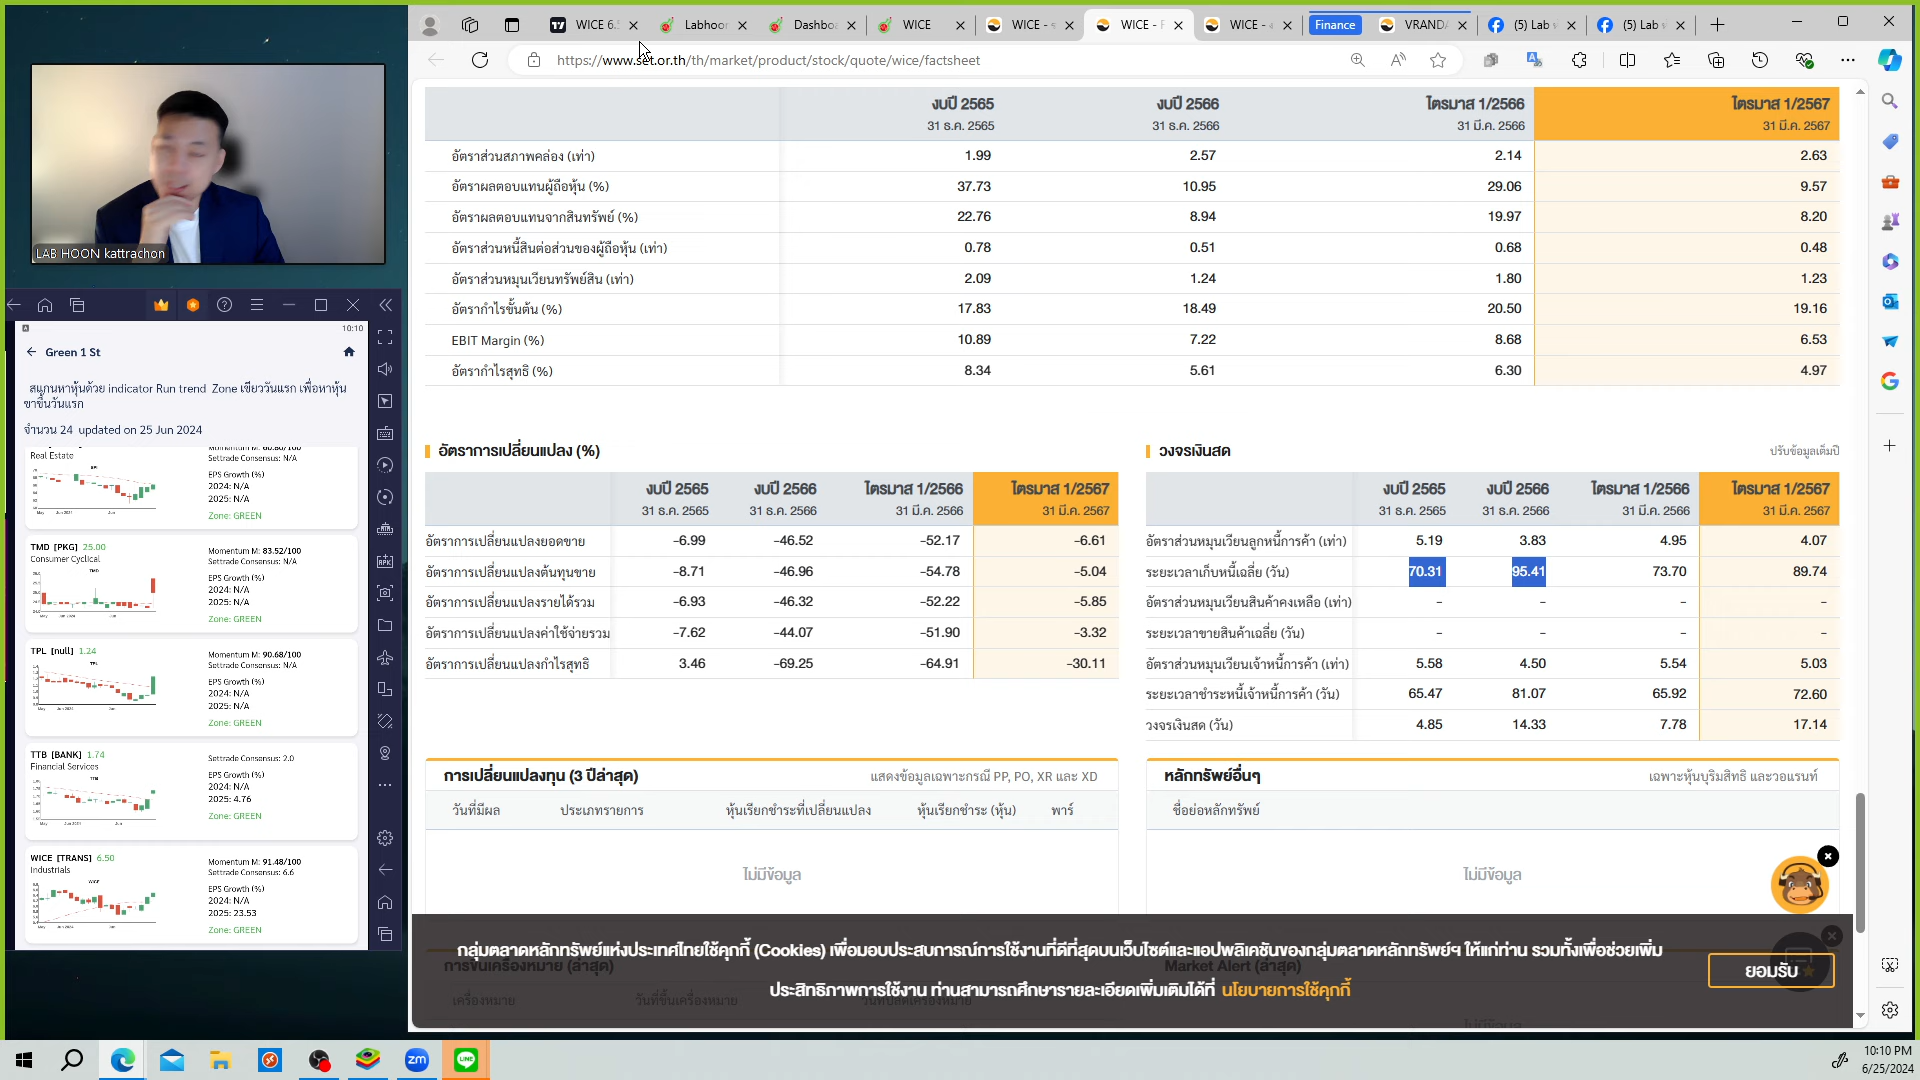 WICE 6.
Labhoo
Dashbo
WICE
WICE -
WICE - F
WICE -
Finance
VRANDA
(5) Lab
(5) Lab
https://www.set.or.th/th/market/product/stock/quote/wice/factsheet
LAB HOON kattrachon
งบปี 2565 งบปี 2566 ไตรมาส 1/2566 ไตรมาส 1/2567
31 ธ.ค. 2565 31 ธ.ค. 2566 31 มี.ค. 2566 31 มี.ค. 2567
อัตราส่วนสภาพคล่อง (เท่า) 1.99 2.57 2.14 2.63
อัตราผลตอบแทนผู้ถือหุ้น (%) 37.73 10.95 29.06 9.57
อัตราผลตอบแทนจากสินทรัพย์ (%) 22.76 8.94 19.97 8.20
อัตราส่วนหนี้สินต่อส่วนของผู้ถือหุ้น (เท่า) 0.78 0.51 0.68 0.48
อัตราส่วนหมุนเวียนทรัพย์สิน (เท่า) 2.09 1.24 1.80 1.23
อัตรากำไรขั้นต้น (%) 17.83 18.49 20.50 19.16
EBIT Margin (%) 10.89 7.22 8.68 6.53
อัตรากำไรสุทธิ (%) 8.34 5.61 6.30 4.97
อัตราการเปลี่ยนแปลง (%)
งบปี 2565 งบปี 2566 ไตรมาส 1/2566 ไตรมาส 1/2567
31 ธ.ค. 2565 31 ธ.ค. 2566 31 มี.ค. 2566 31 มี.ค. 2567
อัตราการเปลี่ยนแปลงยอดขาย -6.99 -46.52 -52.17 -6.61
อัตราการเปลี่ยนแปลงต้นทุนขาย -8.71 -46.96 -54.78 -5.04
อัตราการเปลี่ยนแปลงรายได้รวม -6.93 -46.32 -52.22 -5.85
อัตราการเปลี่ยนแปลงค่าใช้จ่ายรวม -7.62 -44.07 -51.90 -3.32
อัตราการเปลี่ยนแปลงกำไรสุทธิ 3.46 -69.25 -64.91 -30.11
วงจรเงินสด ปรับข้อมูลเต็มปี
งบปี 2565 งบปี 2566 ไตรมาส 1/2566 ไตรมาส 1/2567
31 ธ.ค. 2565 31 ธ.ค. 2566 31 มี.ค. 2566 31 มี.ค. 2567
อัตราส่วนหมุนเวียนลูกหนี้การค้า (เท่า) 5.19 3.83 4.95 4.07
ระยะเวลาเก็บหนี้เฉลี่ย (วัน) 70.31 95.41 73.70 89.74
อัตราส่วนหมุนเวียนสินค้าคงเหลือ (เท่า) - - - -
ระยะเวลาขายสินค้าเฉลี่ย (วัน) - - - -
อัตราส่วนหมุนเวียนเจ้าหนี้การค้า (เท่า) 5.58 4.50 5.54 5.03
ระยะเวลาชำระหนี้เจ้าหนี้การค้า (วัน) 65.47 81.07 65.92 72.60
วงจรเงินสด (วัน) 4.85 14.33 7.78 17.14
การเปลี่ยนแปลงทุน (3 ปีล่าสุด) แสดงข้อมูลเฉพาะกรณี PP, PO, XR และ XD
วันที่มีผล ประเภทรายการ หุ้นเรียกชำระที่เปลี่ยนแปลง หุ้นเรียกชำระ (หุ้น) พาร์
ไม่มีข้อมูล
หลักทรัพย์อื่นๆ เฉพาะหุ้นบุริมสิทธิ และวอแรนท์
ชื่อย่อหลักทรัพย์
ไม่มีข้อมูล
กลุ่มตลาดหลักทรัพย์แห่งประเทศไทยใช้คุกกี้ (Cookies) เพื่อมอบประสบการณ์การใช้งานที่ดีที่สุดบนเว็บไซต์และแอปพลิเคชันของกลุ่มตลาดหลักทรัพย์ฯ ให้แก่ท่าน รวมทั้งเพื่อช่วยเพิ่ม
ประสิทธิภาพการใช้งาน ท่านสามารถศึกษารายละเอียดเพิ่มเติมได้ที่ นโยบายการใช้คุกกี้
ยอมรับ
การขึ้นเครื่องหมาย (ล่าสุด) Market Alert (ล่าสุด)
เครื่องหมาย วันที่ขึ้นเครื่องหมาย
10:10
Green 1 St
สแกนหาหุ้นด้วย indicator Run trend Zone เขียววันแรก เพื่อหาหุ้น
ขาขึ้นวันแรก
จำนวน 24 updated on 25 Jun 2024
Real Estate
Momentum M: 60.80/100
Settrade Consensus: N/A
EPS Growth (%)
2024: N/A
2025: N/A
Zone: GREEN
TMD [PKG] 25.00
Consumer Cyclical
TMD
Momentum M: 83.52/100
Settrade Consensus: N/A
EPS Growth (%)
2024: N/A
2025: N/A
Zone: GREEN
TPL [null] 1.24
TPL
Momentum M: 90.68/100
Settrade Consensus: N/A
EPS Growth (%)
2024: N/A
2025: N/A
Zone: GREEN
TTB [BANK] 1.74
Financial Services
TTB
Settrade Consensus: 2.0
EPS Growth (%)
2024: N/A
2025: 4.76
Zone: GREEN
WICE [TRANS] 6.50
Industrials
WICE
Momentum M: 91.48/100
Settrade Consensus: 6.6
EPS Growth (%)
2024: N/A
2025: 23.53
Zone: GREEN
zm
LINE
10:10 PM
6/25/2024